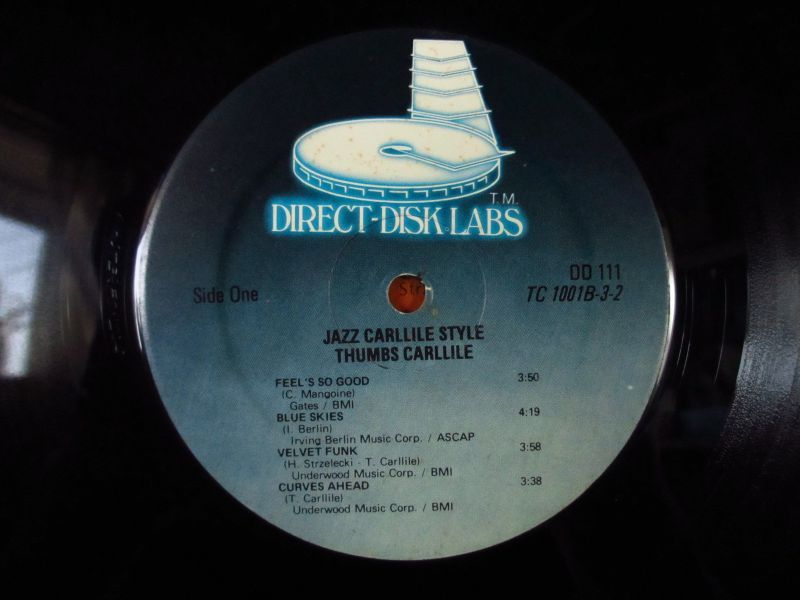 T.M.
DIRECT-DISK LABS
Side One
DD 111
TC 1001B-3-2
JAZZ CARLLILE STYLE
THUMBS CARLLILE
FEEL'S SO GOOD 3:50
(C. Mangoine)
Gates / BMI
BLUE SKIES 4:19
(I. Berlin)
Irving Berlin Music Corp. / ASCAP
VELVET FUNK 3:58
(H. Strzelecki - T. Carllile)
Underwood Music Corp. / BMI
CURVES AHEAD 3:38
(T. Carllile)
Underwood Music Corp. / BMI